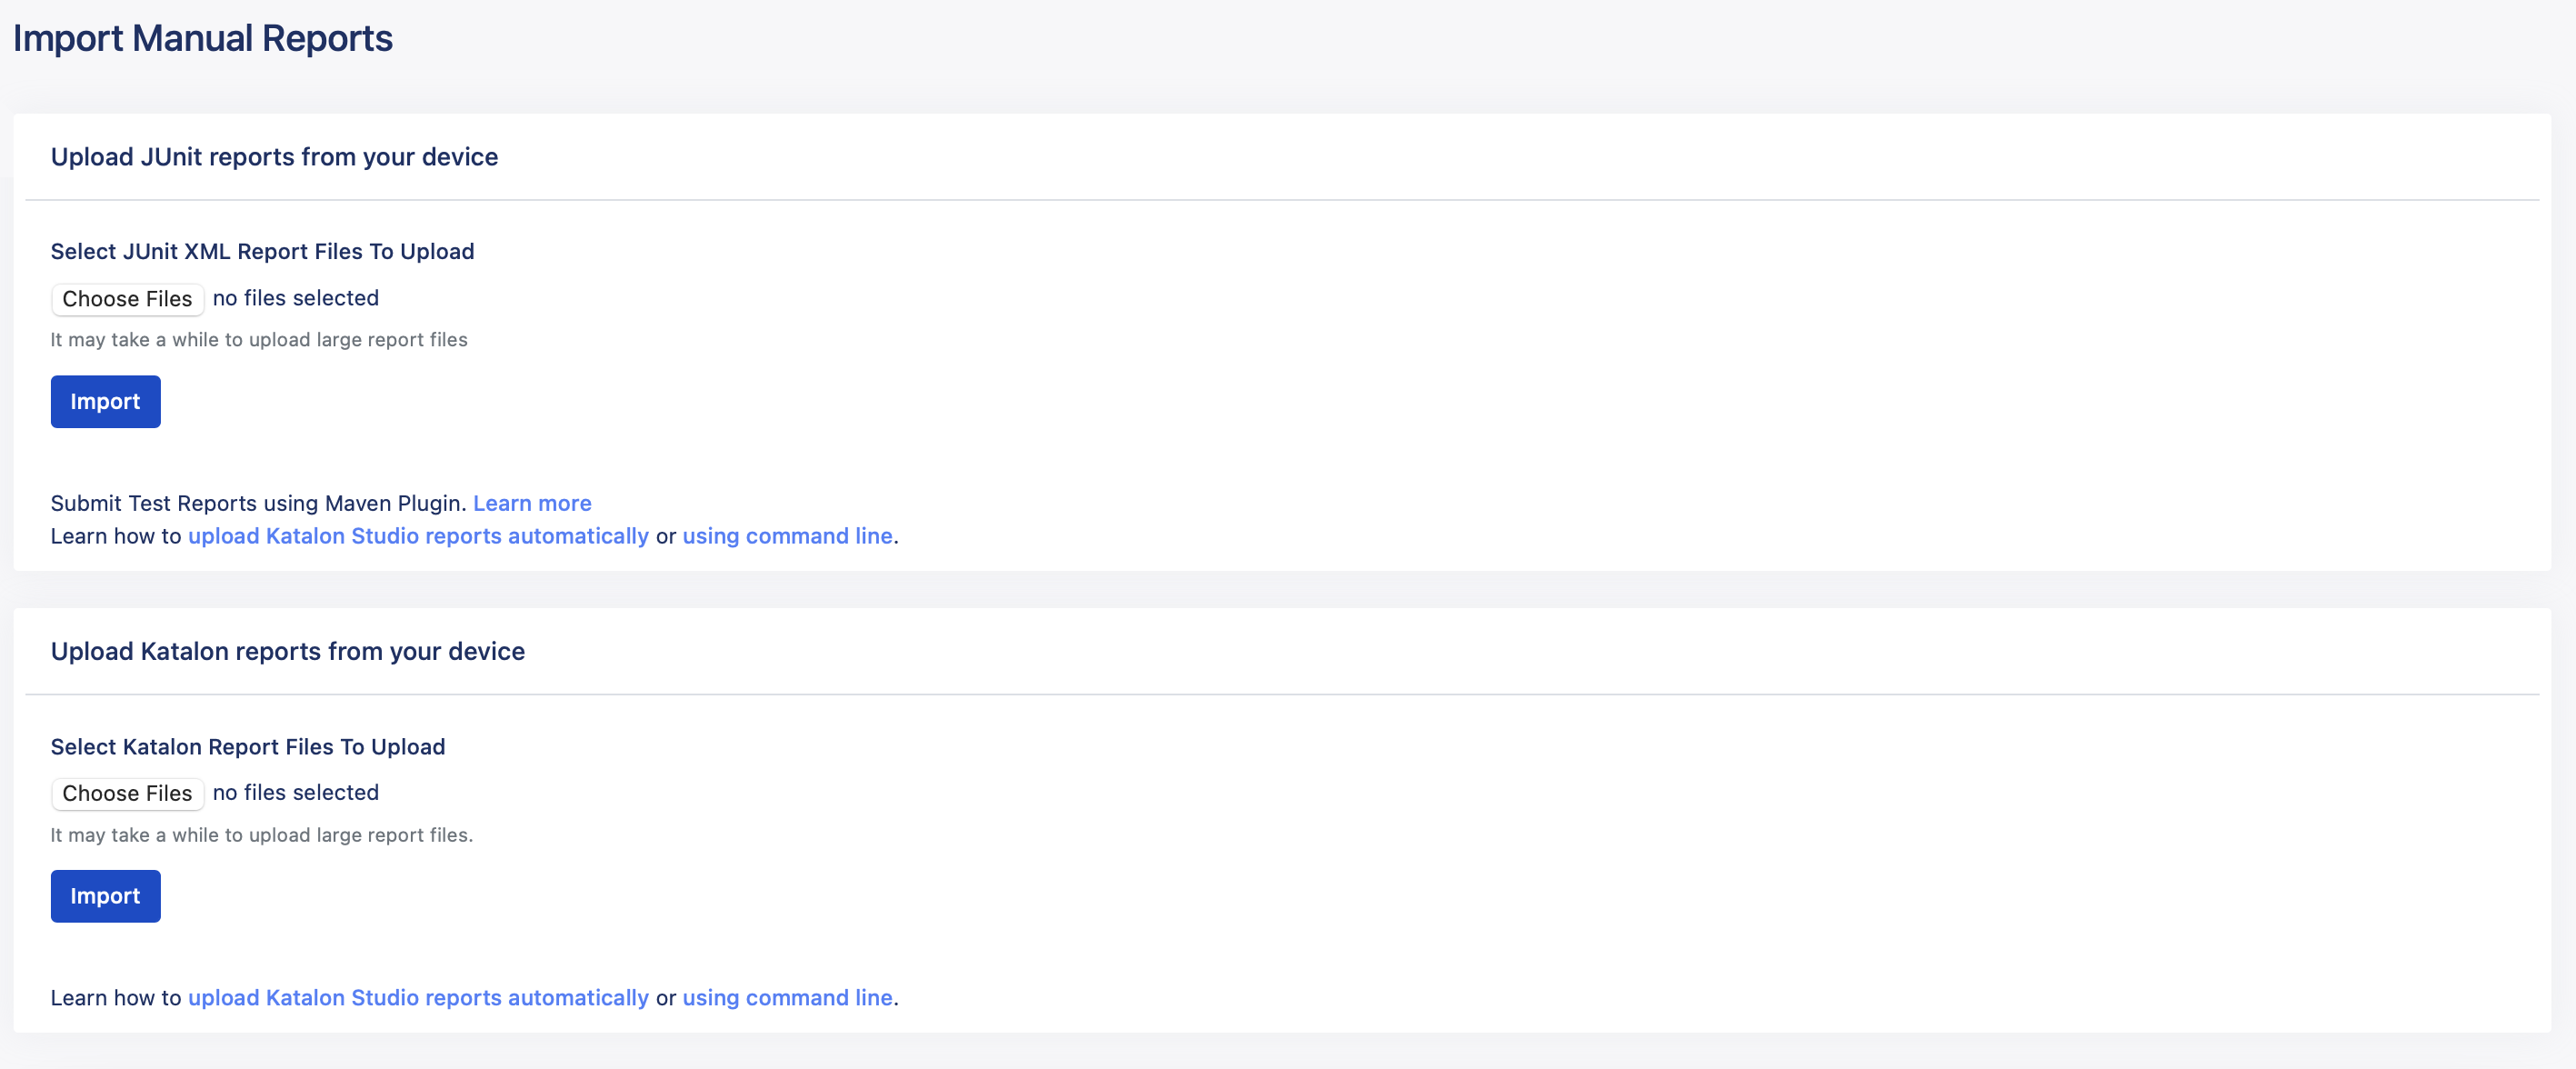 Import Manual Reports
Upload JUnit reports from your device
Select JUnit XML Report Files To Upload
Choose Files no files selected
It may take a while to upload large report files
Import
Submit Test Reports using Maven Plugin. Learn more
Learn how to upload Katalon Studio reports automatically or using command line.
Upload Katalon reports from your device
Select Katalon Report Files To Upload
Choose Files no files selected
It may take a while to upload large report files.
Import
Learn how to upload Katalon Studio reports automatically or using command line.